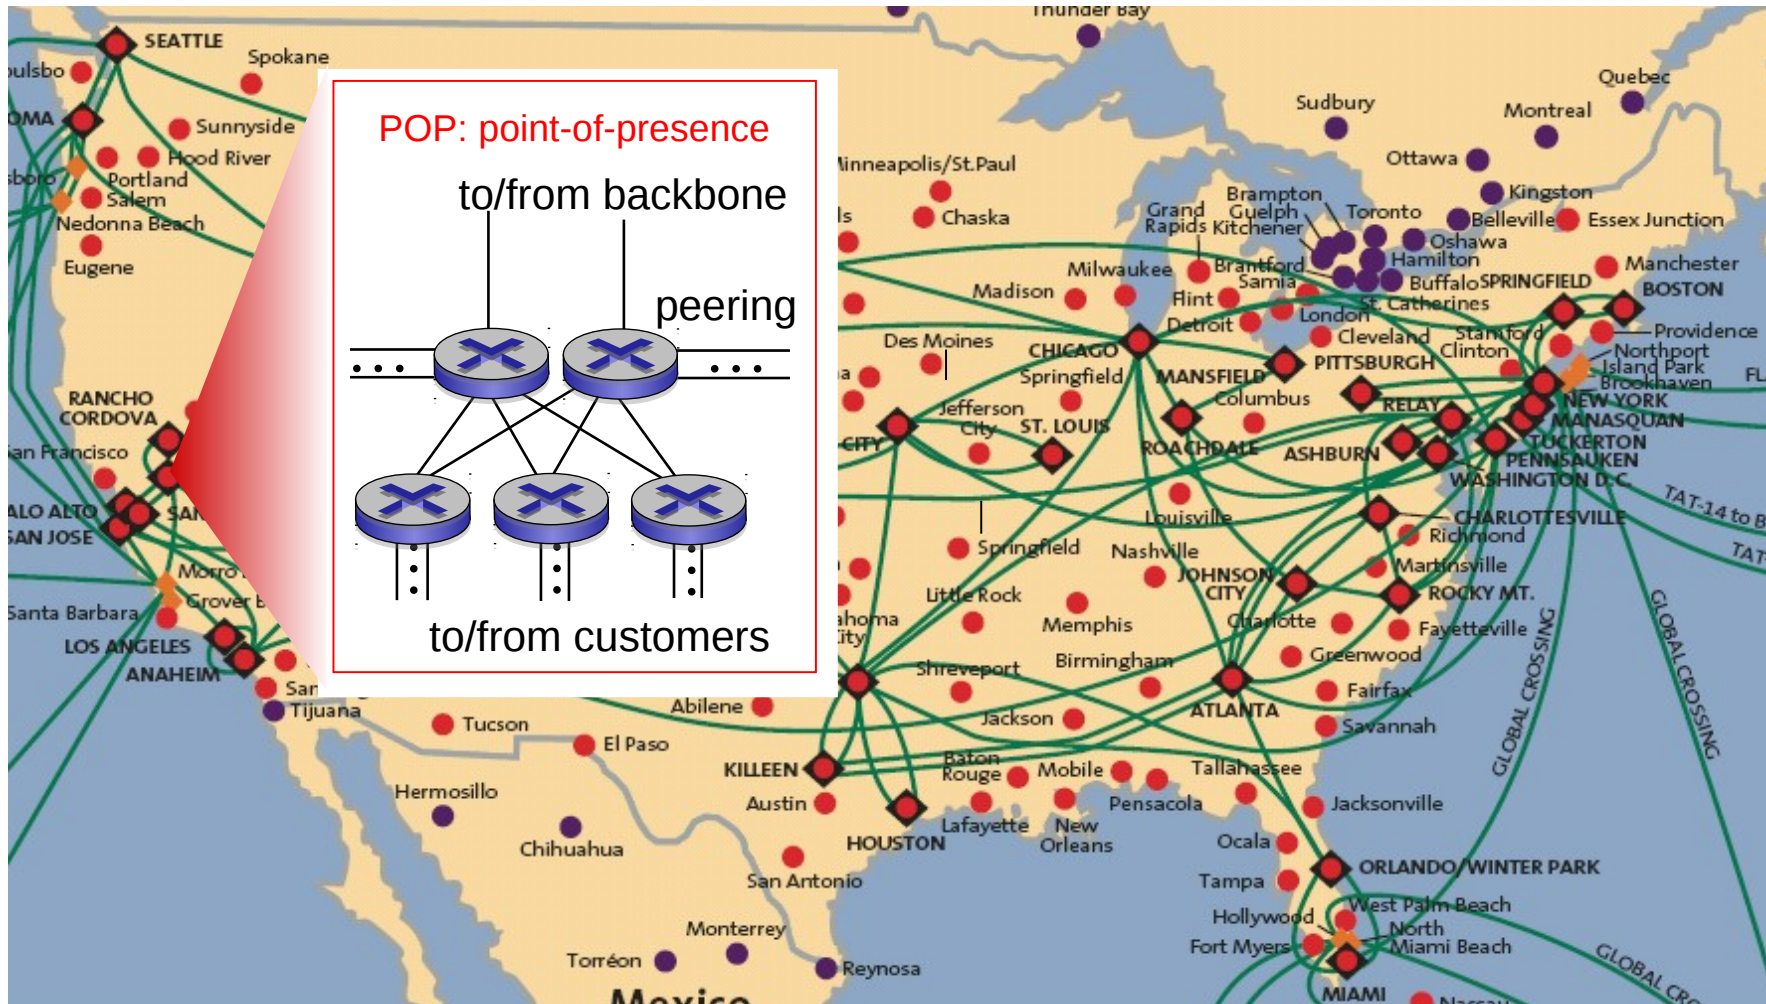 Thunder Bay
SEATTLE
Spokane
Quebec
Sudbury
Montreal
Sunnyside
Hood River
Portland
Salem
Nedonna Beach
Eugene
POP: point-of-presence
to/from backbone
peering
to/from customers
Minneapolis/St.Paul
Chaska
Ottawa
Kingston
Brampton
Guelph
Kitchener
Grand
Rapids
Toronto
Belleville
Essex Junction
Oshawa
Hamilton
Brantford
Sarnia
Buffalo
SPRINGFIELD
Manchester
BOSTON
Milwaukee
Madison
Flint
St. Catherines
London
Detroit
Cleveland
Stamford
Providence
Clinton
Northport
Island Park
Brookhaven
Des Moines
CHICAGO
Springfield
MANSFIELD
PITTSBURGH
Columbus
RELAY
NEW YORK
MANASQUAN
TUCKERTON
PENNSAUKEN
WASHINGTON D.C.
RANCHO
CORDOVA
San Francisco
PALO ALTO
SAN JOSE
SAN
Jefferson
City
ST. LOUIS
CITY
ROACHDALE
ASHBURN
Louisville
CHARLOTTESVILLE
Richmond
TAT-14 to B
TAT-
Springfield
Nashville
JOHNSON
CITY
Martinsville
ROCKY MT.
Morro
Grover B
Santa Barbara
LOS ANGELES
ANAHEIM
San
Tijuana
Little Rock
Memphis
Charlotte
Fayetteville
Greenwood
Oklahoma
City
Shreveport
Birmingham
Fairfax
Savannah
ATLANTA
Abilene
Jackson
Tucson
El Paso
GLOBAL CROSSING
GLOBAL CROSSING
KILLEEN
Baton
Rouge
Mobile
Tallahassee
Hermosillo
Austin
Pensacola
Jacksonville
Chihuahua
HOUSTON
Lafayette
New
Orleans
Ocala
San Antonio
ORLANDO/WINTER PARK
Tampa
Hollywood
West Palm Beach
Monterrey
North
Miami Beach
Fort Myers
Torréon
Reynosa
GLOBAL CRO
MIAMI
Nassau
Mexico